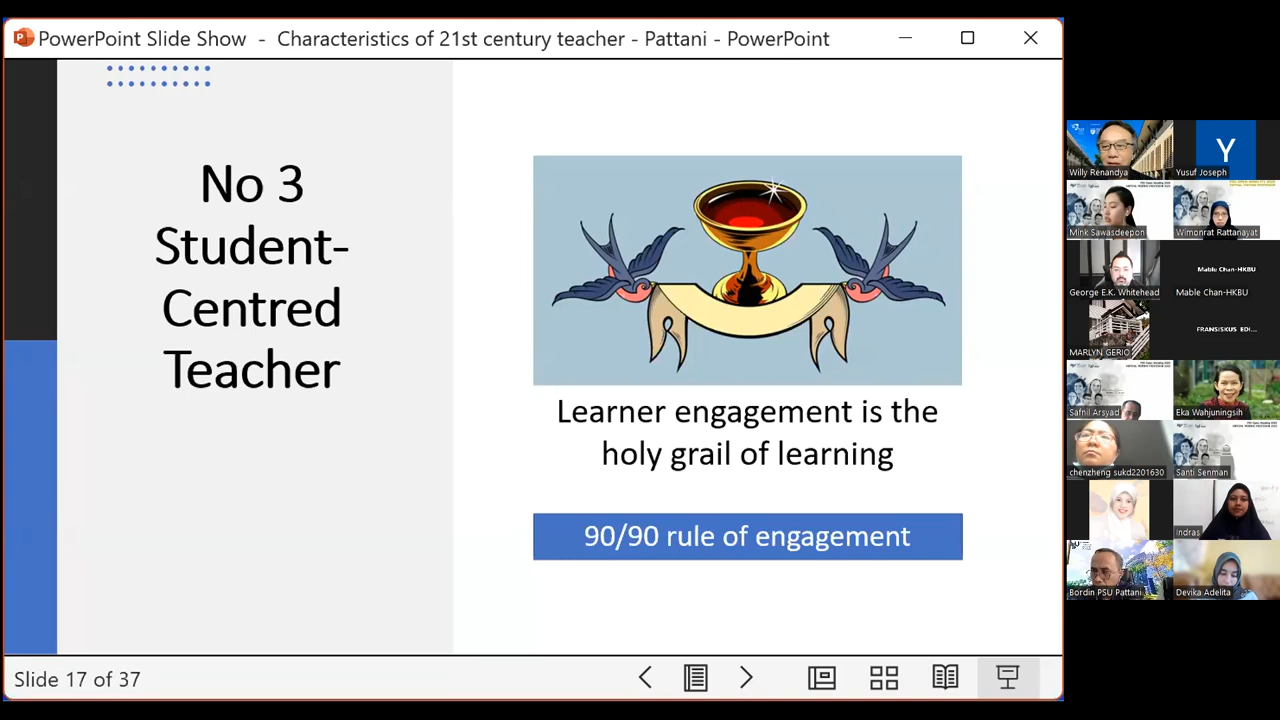 PowerPoint Slide Show - Characteristics of 21st century teacher - Pattani - PowerPoint
No 3
Student-
Centred
Teacher
Learner engagement is the
holy grail of learning
90/90 rule of engagement
Slide 17 of 37
Willy Renandya
Y
Yusuf Joseph
Mink Sawasdeepon
Wimonrat Rattanayat
George E.K. Whitehead
Mable Chan-HKBU
Mable Chan-HKBU
MARLYN GERIO
FRANSISKUS EDI...
Safnil Arsyad
Eka Wahjuningsih
chenzheng sukd2201630
Santi Senman
Indras
Bordin PSU Pattani
Devika Adelita